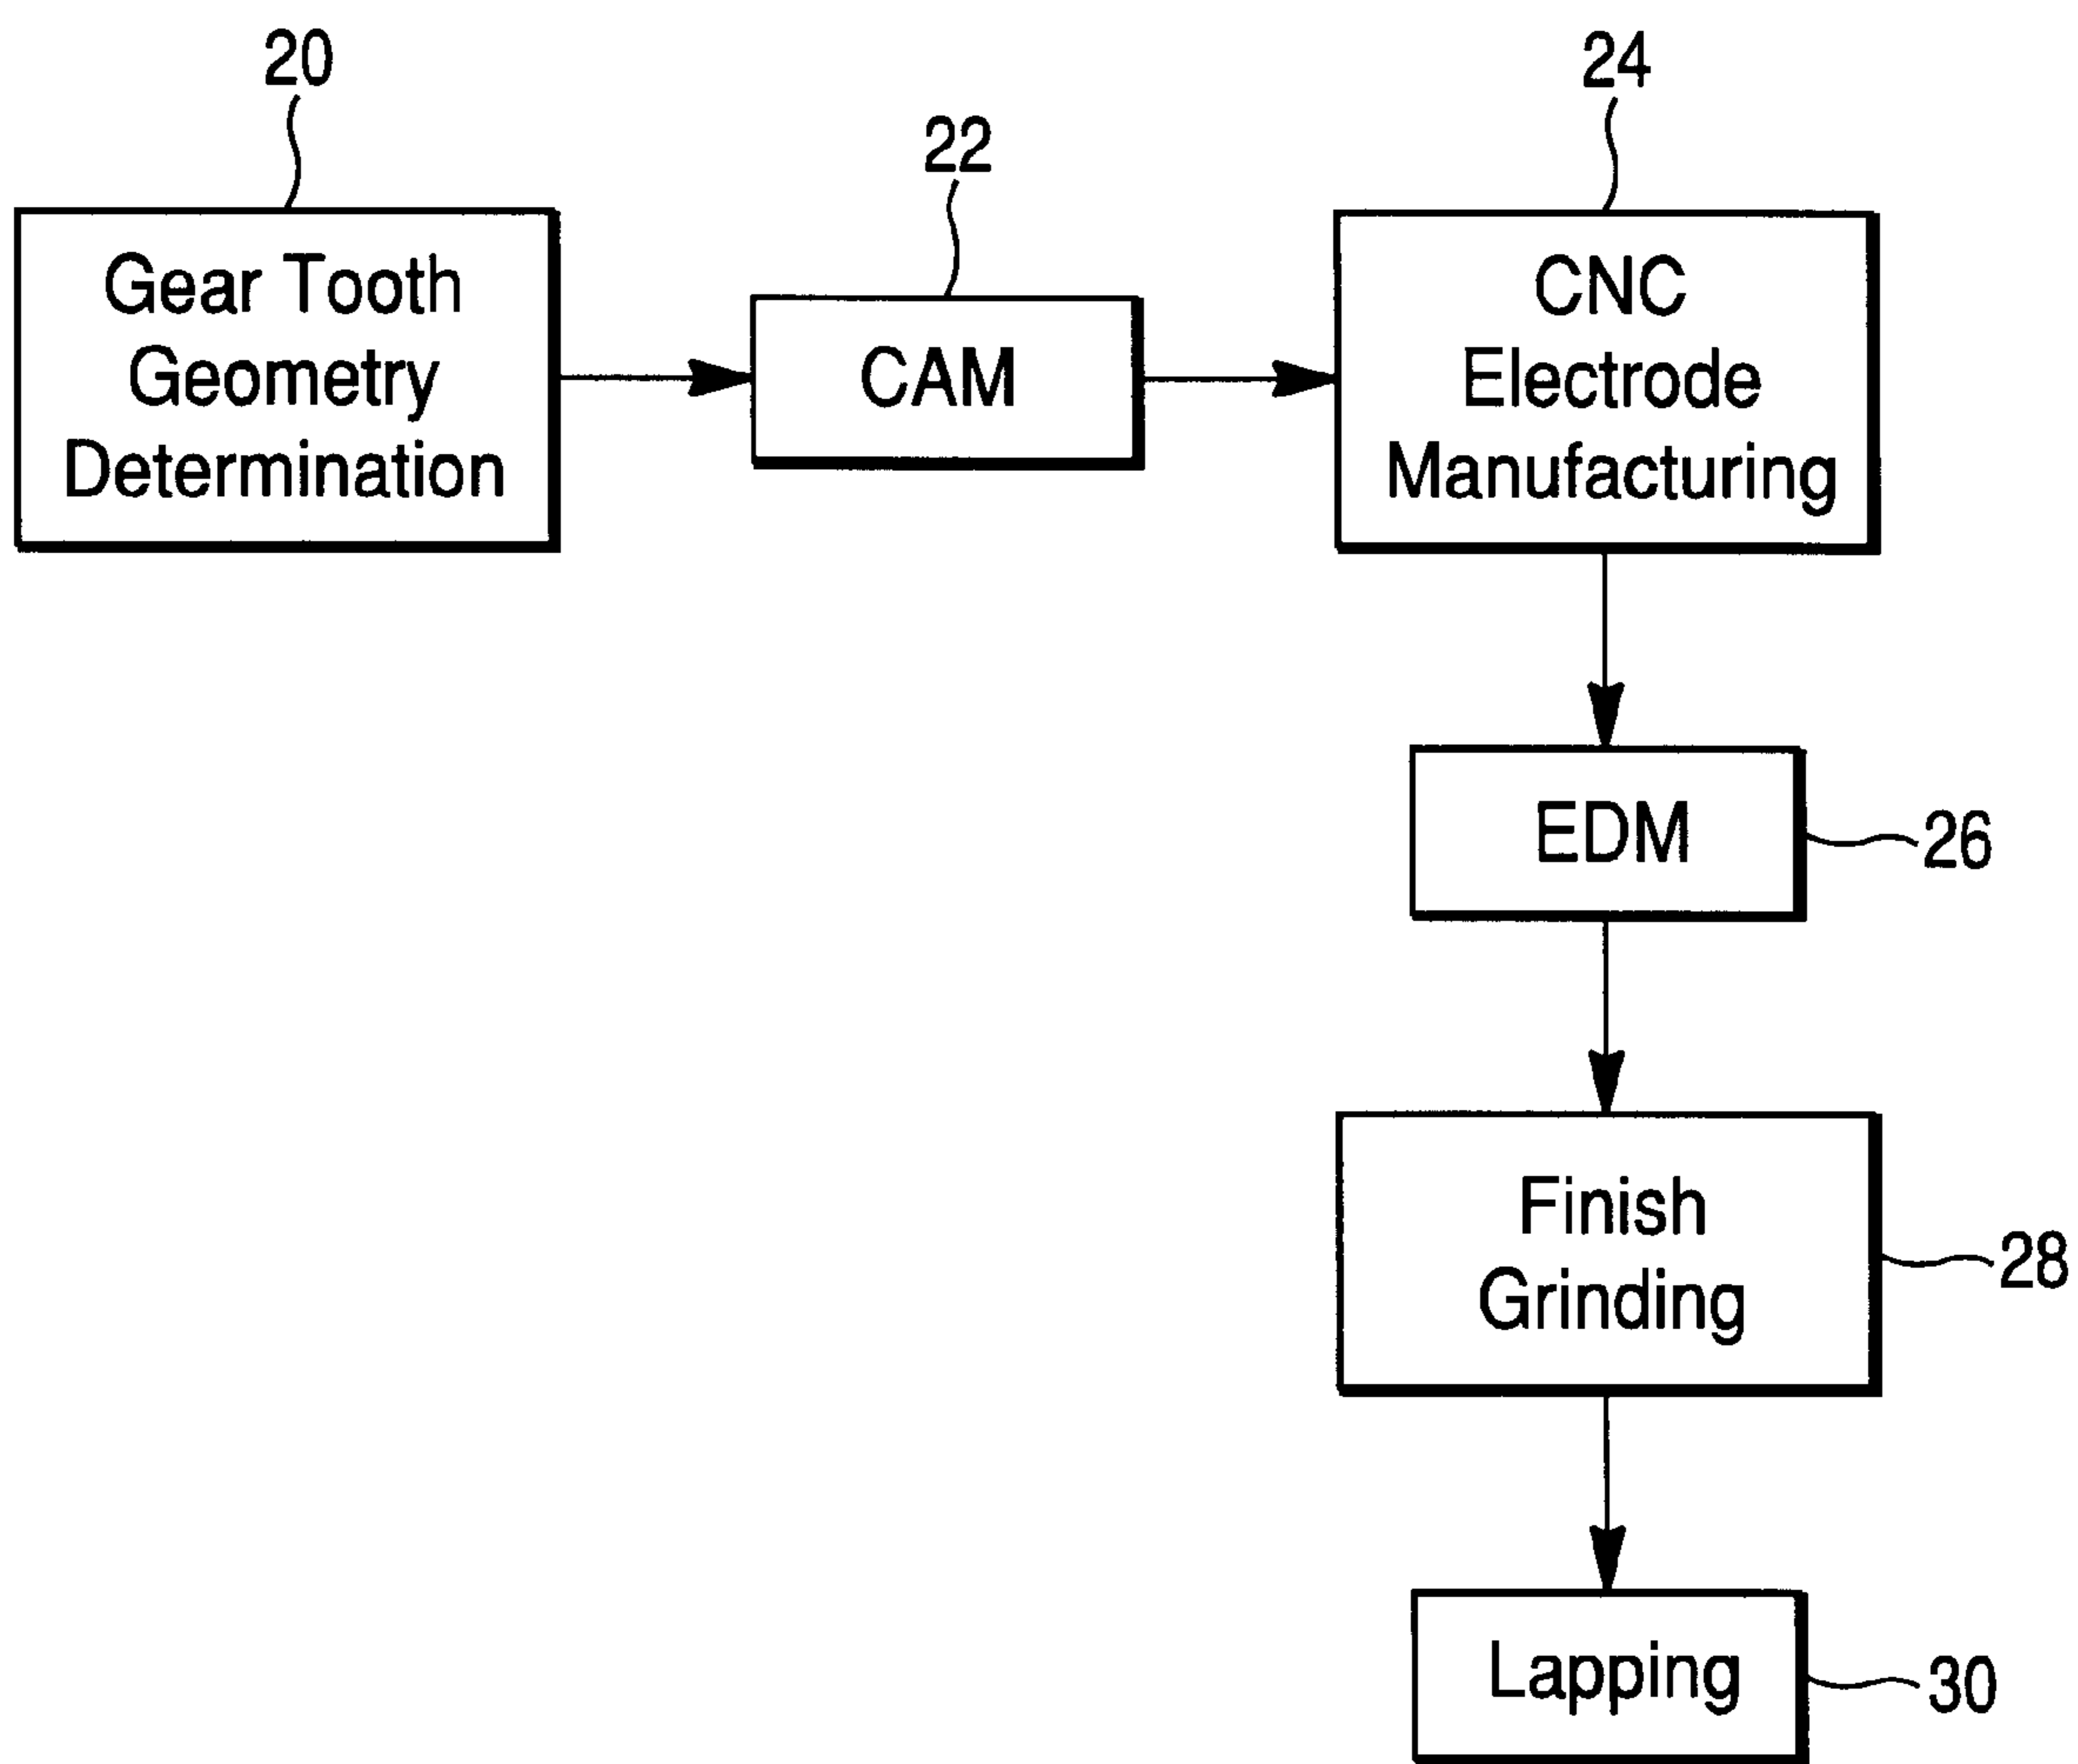 20
Gear Tooth
Geometry
Determination
22
CAM
24
CNC
Electrode
Manufacturing
EDM
26
Finish
Grinding
28
Lapping
30